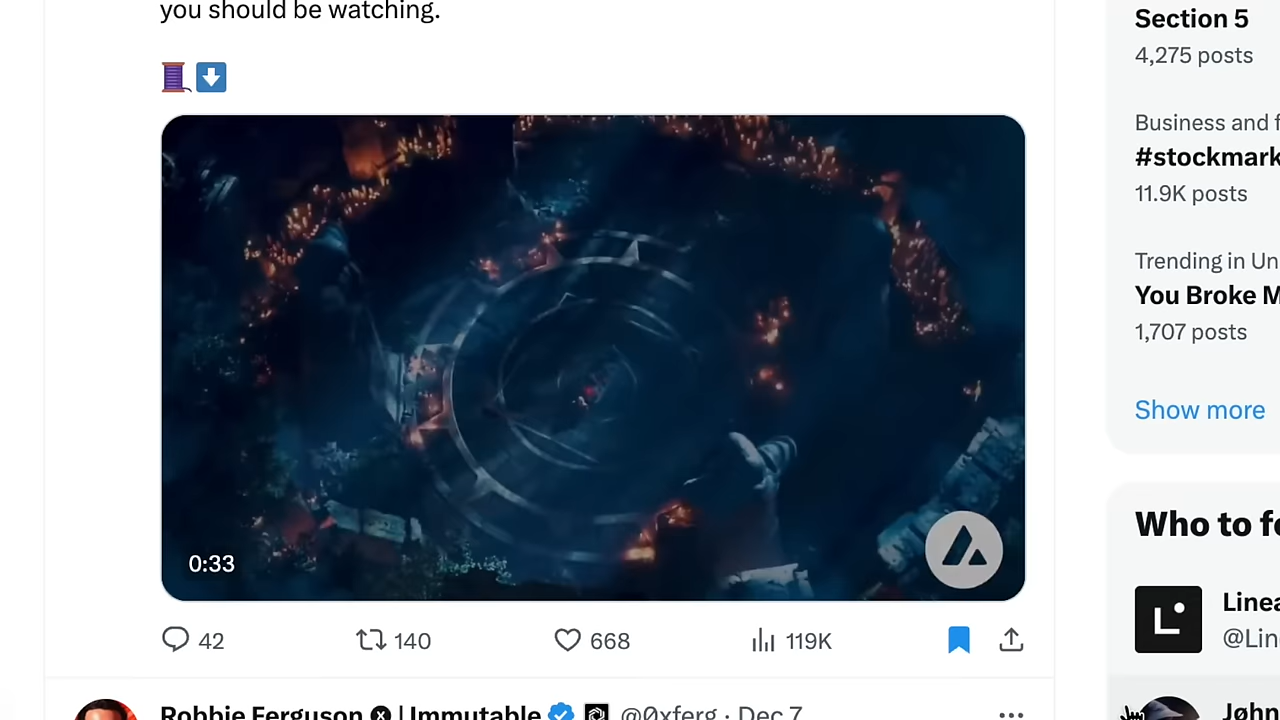 you should be watching.
0:33
42
140
668
119K
Robbie Ferguson | Immutable @0xferg · Dec 7
Section 5
4,275 posts
Business and f
#stockmark
11.9K posts
Trending in Un
You Broke M
1,707 posts
Show more
Who to fo
Linea
@Lin
Jøhn